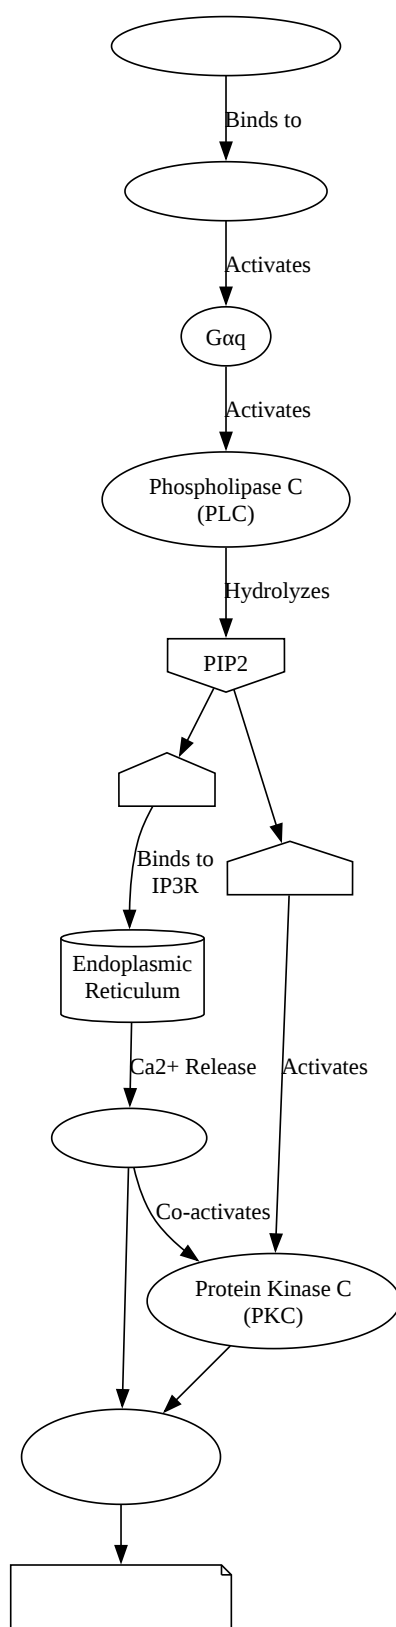 Binds to
Activates
Gαq
Activates
Phospholipase C
(PLC)
Hydrolyzes
PIP2
Binds to
IP3R
Endoplasmic
Reticulum
Ca2+ Release
Activates
Co-activates
Protein Kinase C
(PKC)